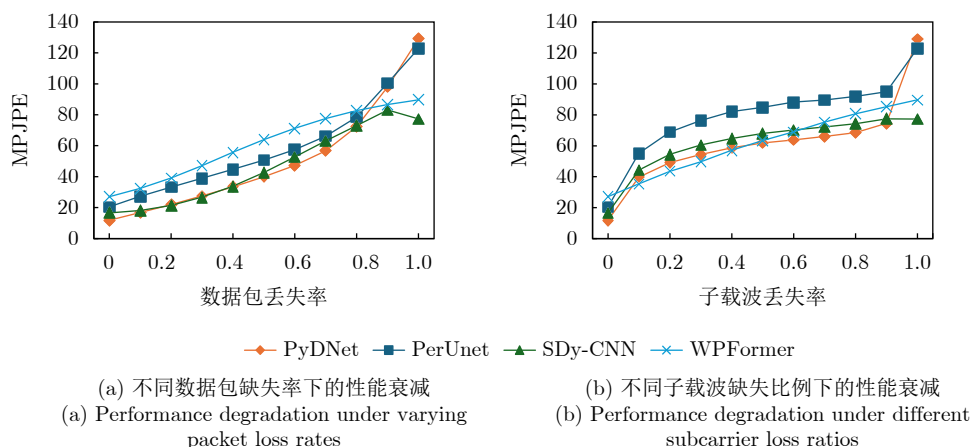 140
120
100
80
60
40
20
0
MPJPE
0
0.2
0.4
0.6
0.8
1.0
数据包丢失率
140
120
100
80
60
40
20
0
MPJPE
0
0.2
0.4
0.6
0.8
1.0
子载波丢失率
PyDNet
PerUnet
SDy-CNN
WPFormer
(a) 不同数据包缺失率下的性能衰减
(a) Performance degradation under varying
packet loss rates
(b) 不同子载波缺失比例下的性能衰减
(b) Performance degradation under different
subcarrier loss ratios